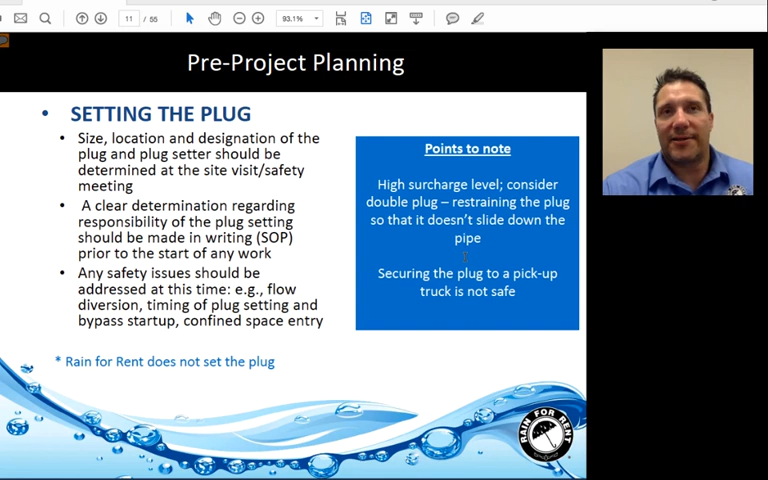 11 / 55
93.1%
Pre-Project Planning
• SETTING THE PLUG
• Size, location and designation of the
plug and plug setter should be
determined at the site visit/safety
meeting
• A clear determination regarding
responsibility of the plug setting
should be made in writing (SOP)
prior to the start of any work
• Any safety issues should be
addressed at this time: e.g., flow
diversion, timing of plug setting and
bypass startup, confined space entry
* Rain for Rent does not set the plug
Points to note
High surcharge level; consider
double plug – restraining the plug
so that it doesn't slide down the
pipe
Securing the plug to a pick-up
truck is not safe
RAIN FOR RENT